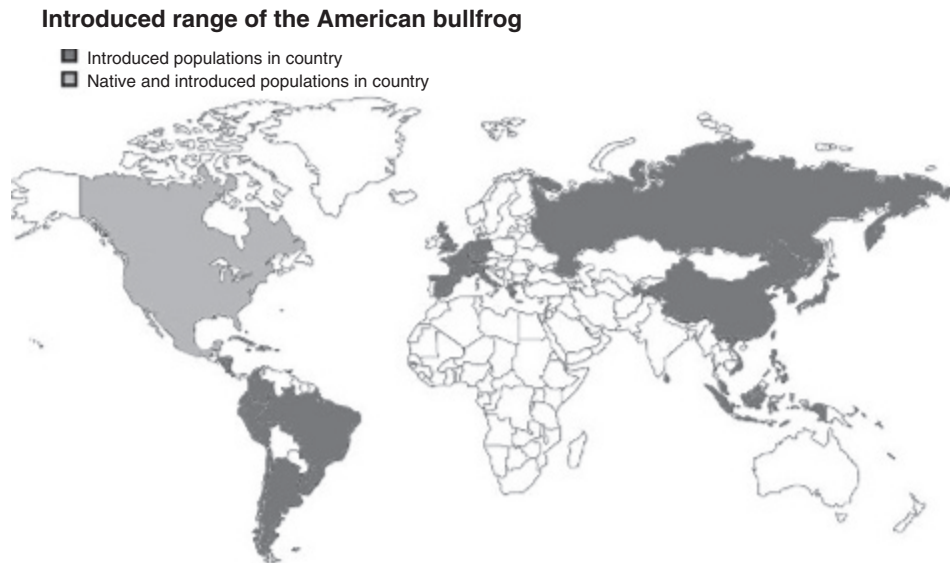 Introduced range of the American bullfrog
Introduced populations in country
Native and introduced populations in country